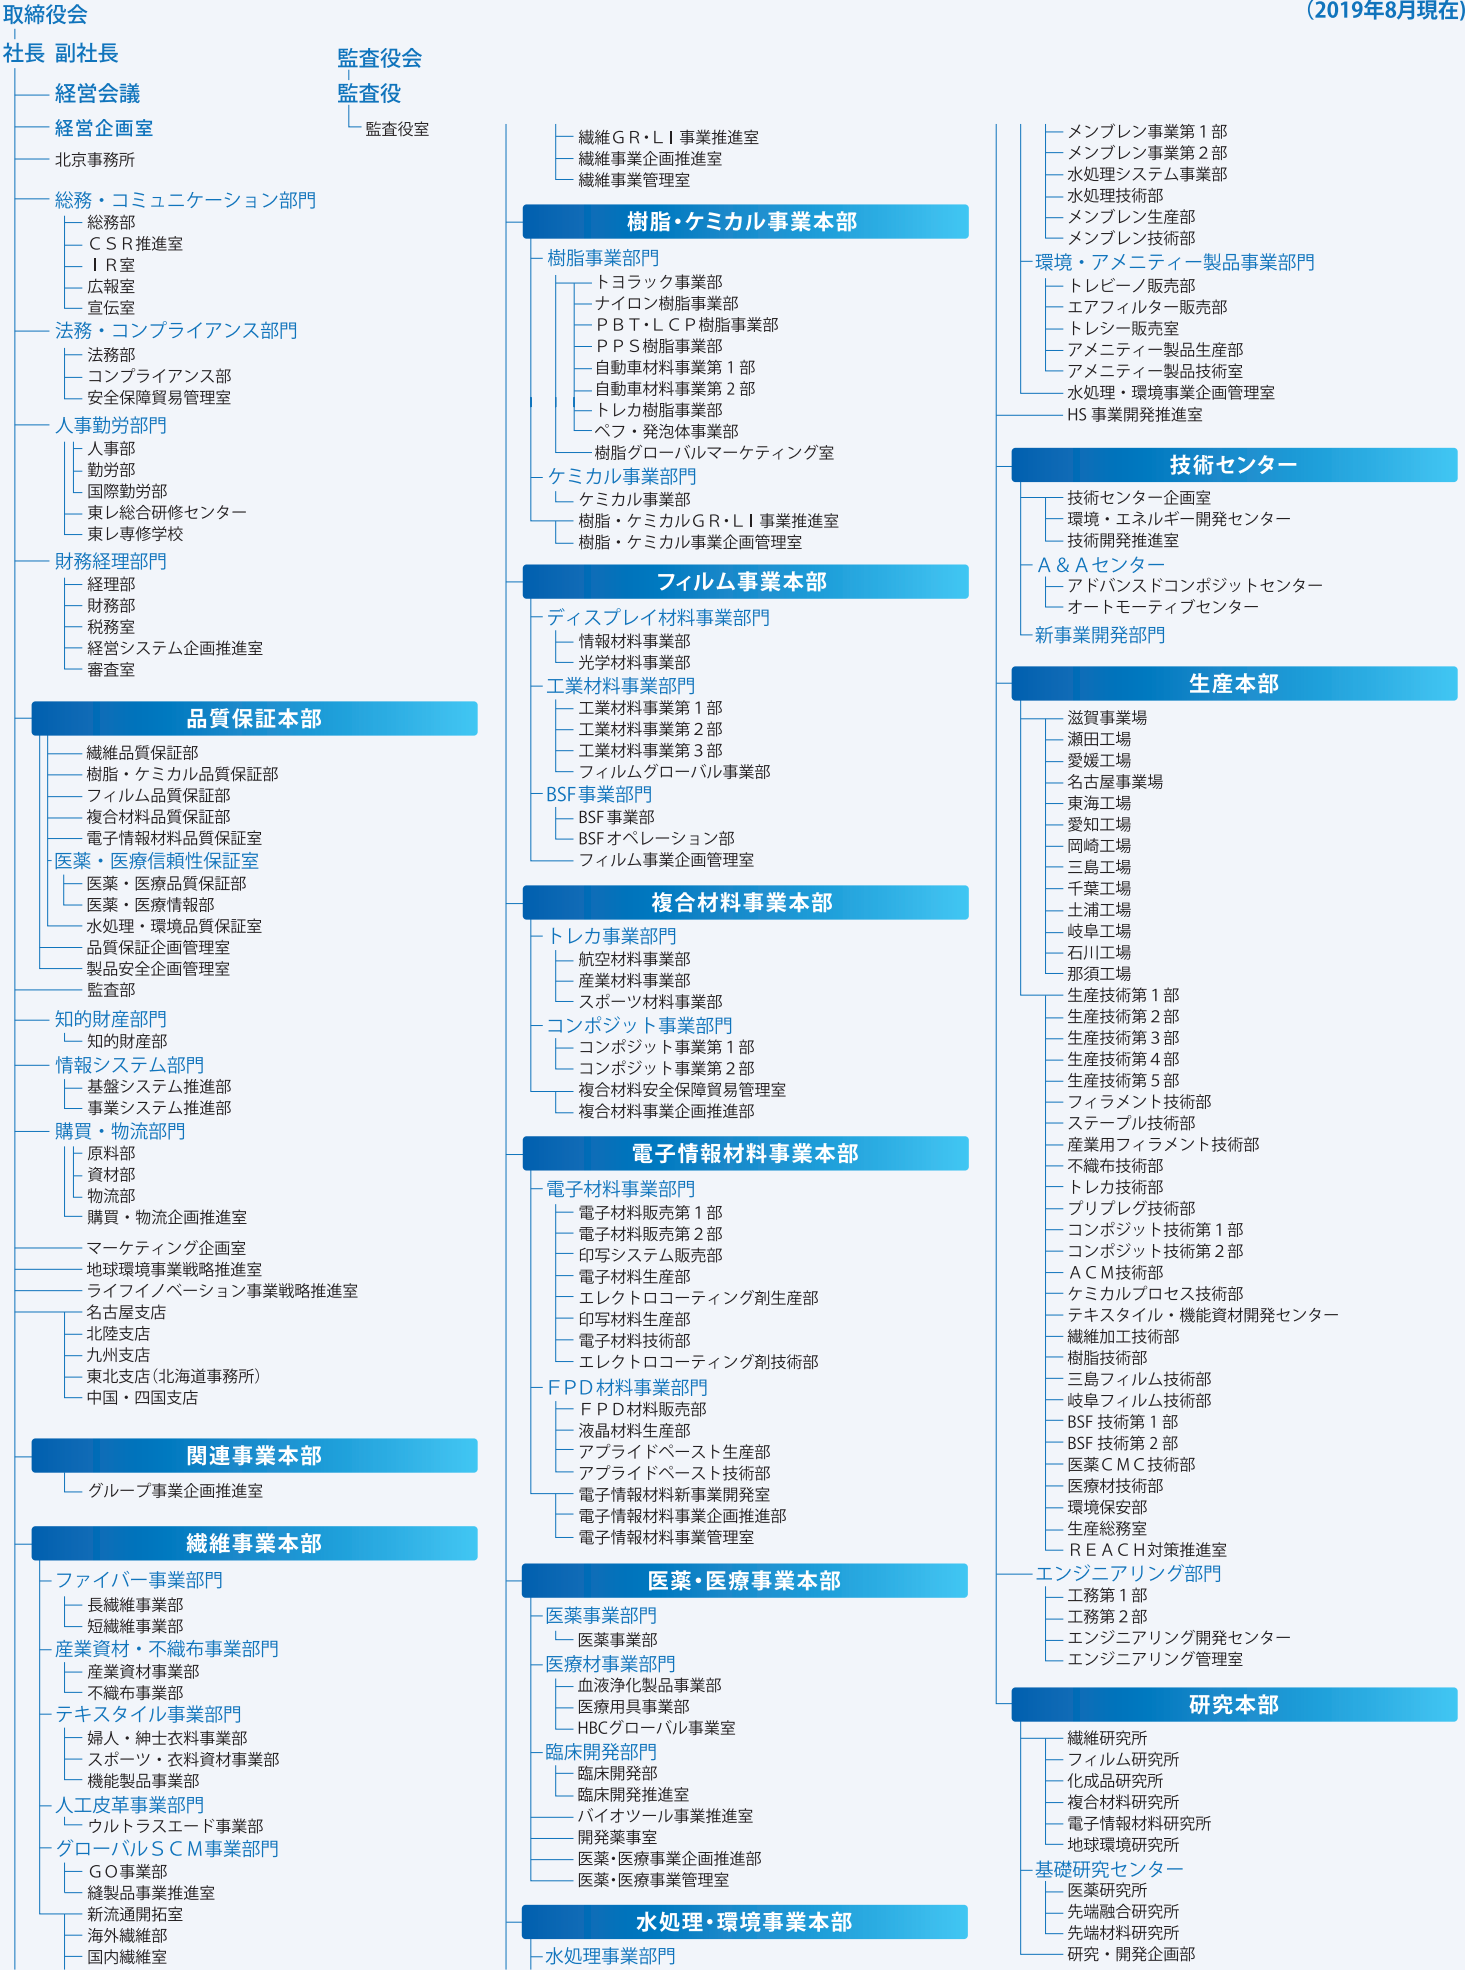 (2019年8月現在)
取締役会
社長 副社長
監査役会
経営会議
監査役
経営企画室
監査役室
北京事務所
総務・コミュニケーション部門
総務部
ＣＳＲ推進室
ＩＲ室
広報室
宣伝室
法務・コンプライアンス部門
法務部
コンプライアンス部
安全保障貿易管理室
人事勤労部門
人事部
勤労部
国際勤労部
東レ総合研修センター
東レ専修学校
財務経理部門
経理部
財務部
税務室
経営システム企画推進室
審査室
品質保証本部
繊維品質保証部
樹脂・ケミカル品質保証部
フィルム品質保証部
複合材料品質保証部
電子情報材料品質保証室
医薬・医療信頼性保証室
医薬・医療品質保証部
医薬・医療情報部
水処理・環境品質保証室
品質保証企画管理室
製品安全企画管理室
監査部
知的財産部門
知的財産部
情報システム部門
基盤システム推進部
事業システム推進部
購買・物流部門
原料部
資材部
物流部
購買・物流企画推進室
マーケティング企画室
地球環境事業戦略推進室
ライフイノベーション事業戦略推進室
名古屋支店
北陸支店
九州支店
東北支店(北海道事務所)
中国・四国支店
関連事業本部
グループ事業企画推進室
繊維事業本部
ファイバー事業部門
長繊維事業部
短繊維事業部
産業資材・不織布事業部門
産業資材事業部
不織布事業部
テキスタイル事業部門
婦人・紳士衣料事業部
スポーツ・衣料資材事業部
機能製品事業部
人工皮革事業部門
ウルトラスエード事業部
グローバルＳＣＭ事業部門
ＧＯ事業部
縫製品事業推進室
新流通開拓室
海外繊維部
国内繊維室
繊維ＧＲ・ＬＩ事業推進室
繊維事業企画推進室
繊維事業管理室
樹脂・ケミカル事業本部
樹脂事業部門
トヨラック事業部
ナイロン樹脂事業部
ＰＢＴ・ＬＣＰ樹脂事業部
ＰＰＳ樹脂事業部
自動車材料事業第１部
自動車材料事業第２部
トレカ樹脂事業部
ペフ・発泡体事業部
樹脂グローバルマーケティング室
ケミカル事業部門
ケミカル事業部
樹脂・ケミカルＧＲ・ＬＩ事業推進室
樹脂・ケミカル事業企画管理室
フィルム事業本部
ディスプレイ材料事業部門
情報材料事業部
光学材料事業部
工業材料事業部門
工業材料事業第１部
工業材料事業第２部
工業材料事業第３部
フィルムグローバル事業部
BSF事業部門
BSF事業部
BSFオペレーション部
フィルム事業企画管理室
複合材料事業本部
トレカ事業部門
航空材料事業部
産業材料事業部
スポーツ材料事業部
コンポジット事業部門
コンポジット事業第１部
コンポジット事業第２部
複合材料安全保障貿易管理室
複合材料事業企画推進部
電子情報材料事業本部
電子材料事業部門
電子材料販売第１部
電子材料販売第２部
印写システム販売部
電子材料生産部
エレクトロコーティング剤生産部
印写材料生産部
電子材料技術部
エレクトロコーティング剤技術部
ＦＰＤ材料事業部門
ＦＰＤ材料販売部
液晶材料生産部
アプライドペースト生産部
アプライドペースト技術部
電子情報材料新事業開発室
電子情報材料事業企画推進部
電子情報材料事業管理室
医薬・医療事業本部
医薬事業部門
医薬事業部
医療材事業部門
血液浄化製品事業部
医療用具事業部
HBCグローバル事業室
臨床開発部門
臨床開発部
臨床開発推進室
バイオツール事業推進室
開発薬事室
医薬・医療事業企画推進部
医薬・医療事業管理室
水処理・環境事業本部
水処理事業部門
メンブレン事業第１部
メンブレン事業第２部
水処理システム事業部
水処理技術部
メンブレン生産部
メンブレン技術部
環境・アメニティー製品事業部門
トレビーノ販売部
エアフィルター販売部
トレシー販売室
アメニティー製品生産部
アメニティー製品技術室
水処理・環境事業企画管理室
HS 事業開発推進室
技術センター
技術センター企画室
環境・エネルギー開発センター
技術開発推進室
Ａ＆Ａセンター
アドバンスドコンポジットセンター
オートモーティブセンター
新事業開発部門
生産本部
滋賀事業場
瀬田工場
愛媛工場
名古屋事業場
東海工場
愛知工場
岡崎工場
三島工場
千葉工場
土浦工場
岐阜工場
石川工場
那須工場
生産技術第１部
生産技術第２部
生産技術第３部
生産技術第４部
生産技術第５部
フィラメント技術部
ステープル技術部
産業用フィラメント技術部
不織布技術部
トレカ技術部
プリプレグ技術部
コンポジット技術第１部
コンポジット技術第２部
ＡＣＭ技術部
ケミカルプロセス技術部
テキスタイル・機能資材開発センター
繊維加工技術部
樹脂技術部
三島フィルム技術部
岐阜フィルム技術部
BSF 技術第１部
BSF 技術第２部
医薬ＣＭＣ技術部
医療材技術部
環境保安部
生産総務室
ＲＥＡＣＨ対策推進室
エンジニアリング部門
工務第１部
工務第２部
エンジニアリング開発センター
エンジニアリング管理室
研究本部
繊維研究所
フィルム研究所
化成品研究所
複合材料研究所
電子情報材料研究所
地球環境研究所
基礎研究センター
医薬研究所
先端融合研究所
先端材料研究所
研究・開発企画部